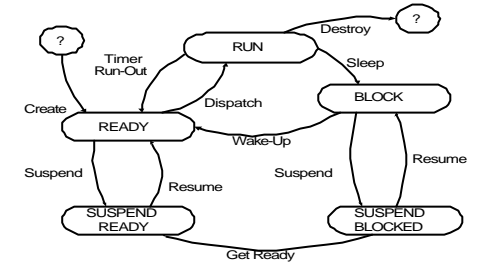 ?
?
RUN
Destroy
Timer
Run-Out
Sleep
Create
Dispatch
BLOCK
READY
Wake-Up
Suspend
Resume
Suspend
Resume
SUSPEND
READY
SUSPEND
BLOCKED
Get Ready